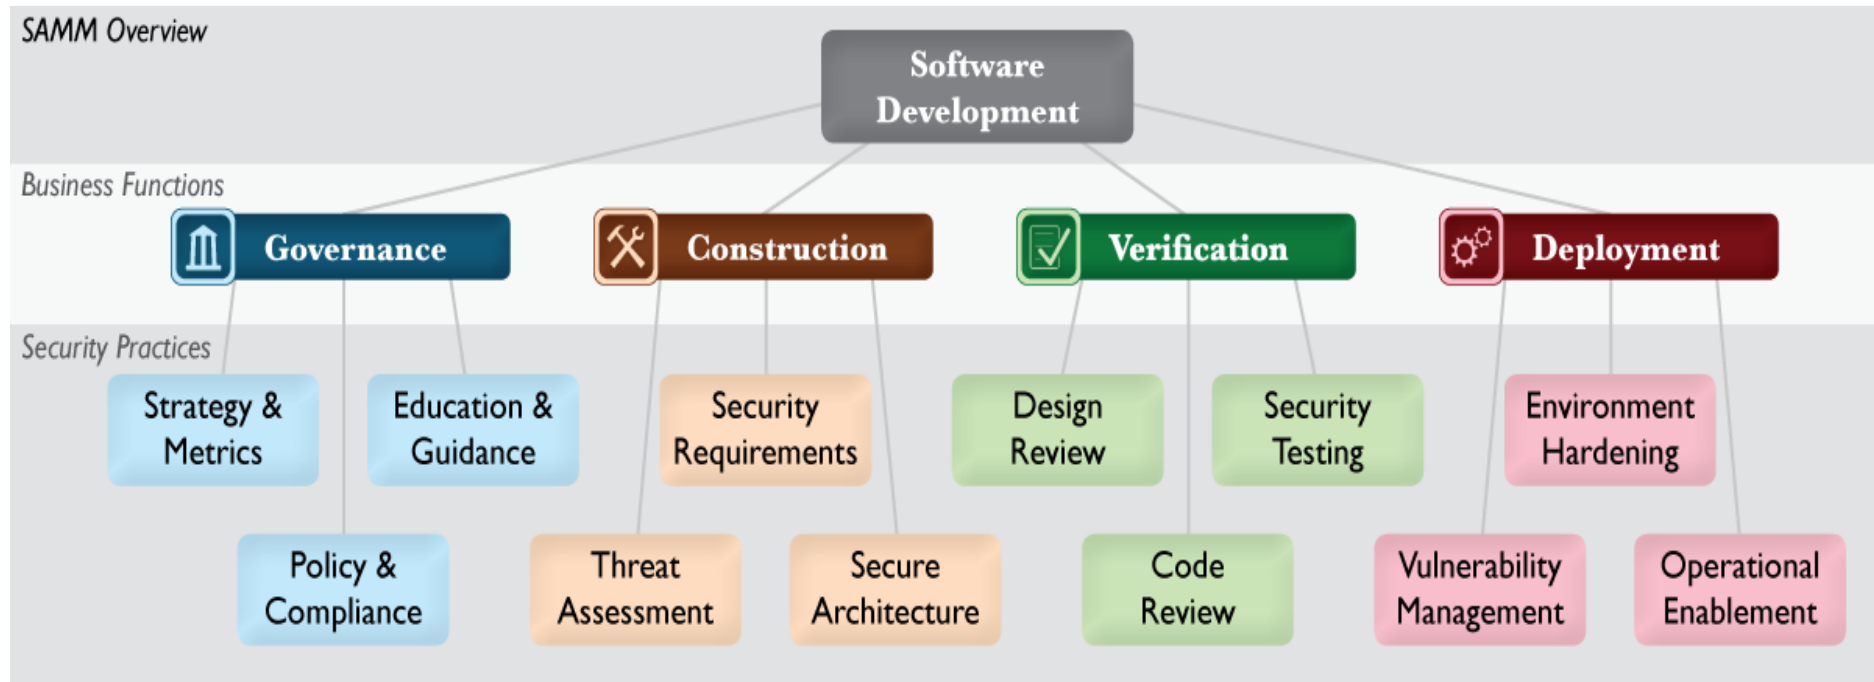 SAMM Overview
Software
Development
Business Functions
Governance
Construction
Verification
Deployment
Security Practices
Strategy &
Metrics
Education &
Guidance
Security
Requirements
Design
Review
Security
Testing
Environment
Hardening
Policy &
Compliance
Threat
Assessment
Secure
Architecture
Code
Review
Vulnerability
Management
Operational
Enablement